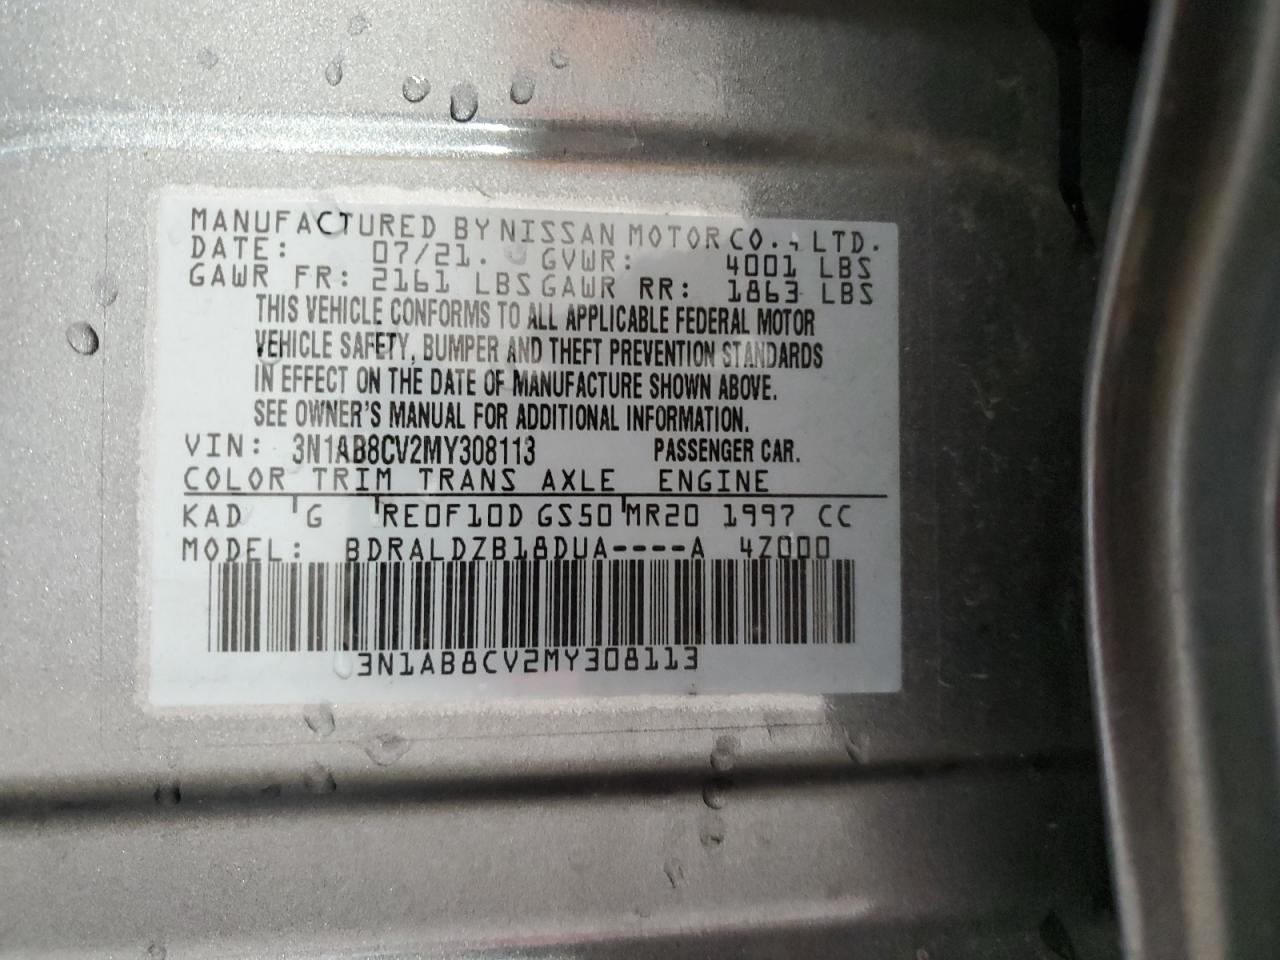 MANUFACTURED BY NISSAN MOTOR CO., LTD.
DATE: 07/21. GVWR: 4001 LBS
GAWR FR: 2161 LBS GAWR RR: 1863 LBS
THIS VEHICLE CONFORMS TO ALL APPLICABLE FEDERAL MOTOR
VEHICLE SAFETY, BUMPER AND THEFT PREVENTION STANDARDS
IN EFFECT ON THE DATE OF MANUFACTURE SHOWN ABOVE.
SEE OWNER'S MANUAL FOR ADDITIONAL INFORMATION.
VIN: 3N1AB8CV2MY308113 PASSENGER CAR.
COLOR TRIM TRANS AXLE ENGINE
KAD G RE0F10D GS50 MR20 1997 CC
MODEL: BDRALDZB18DUA----A 4Z000
3N1AB8CV2MY308113